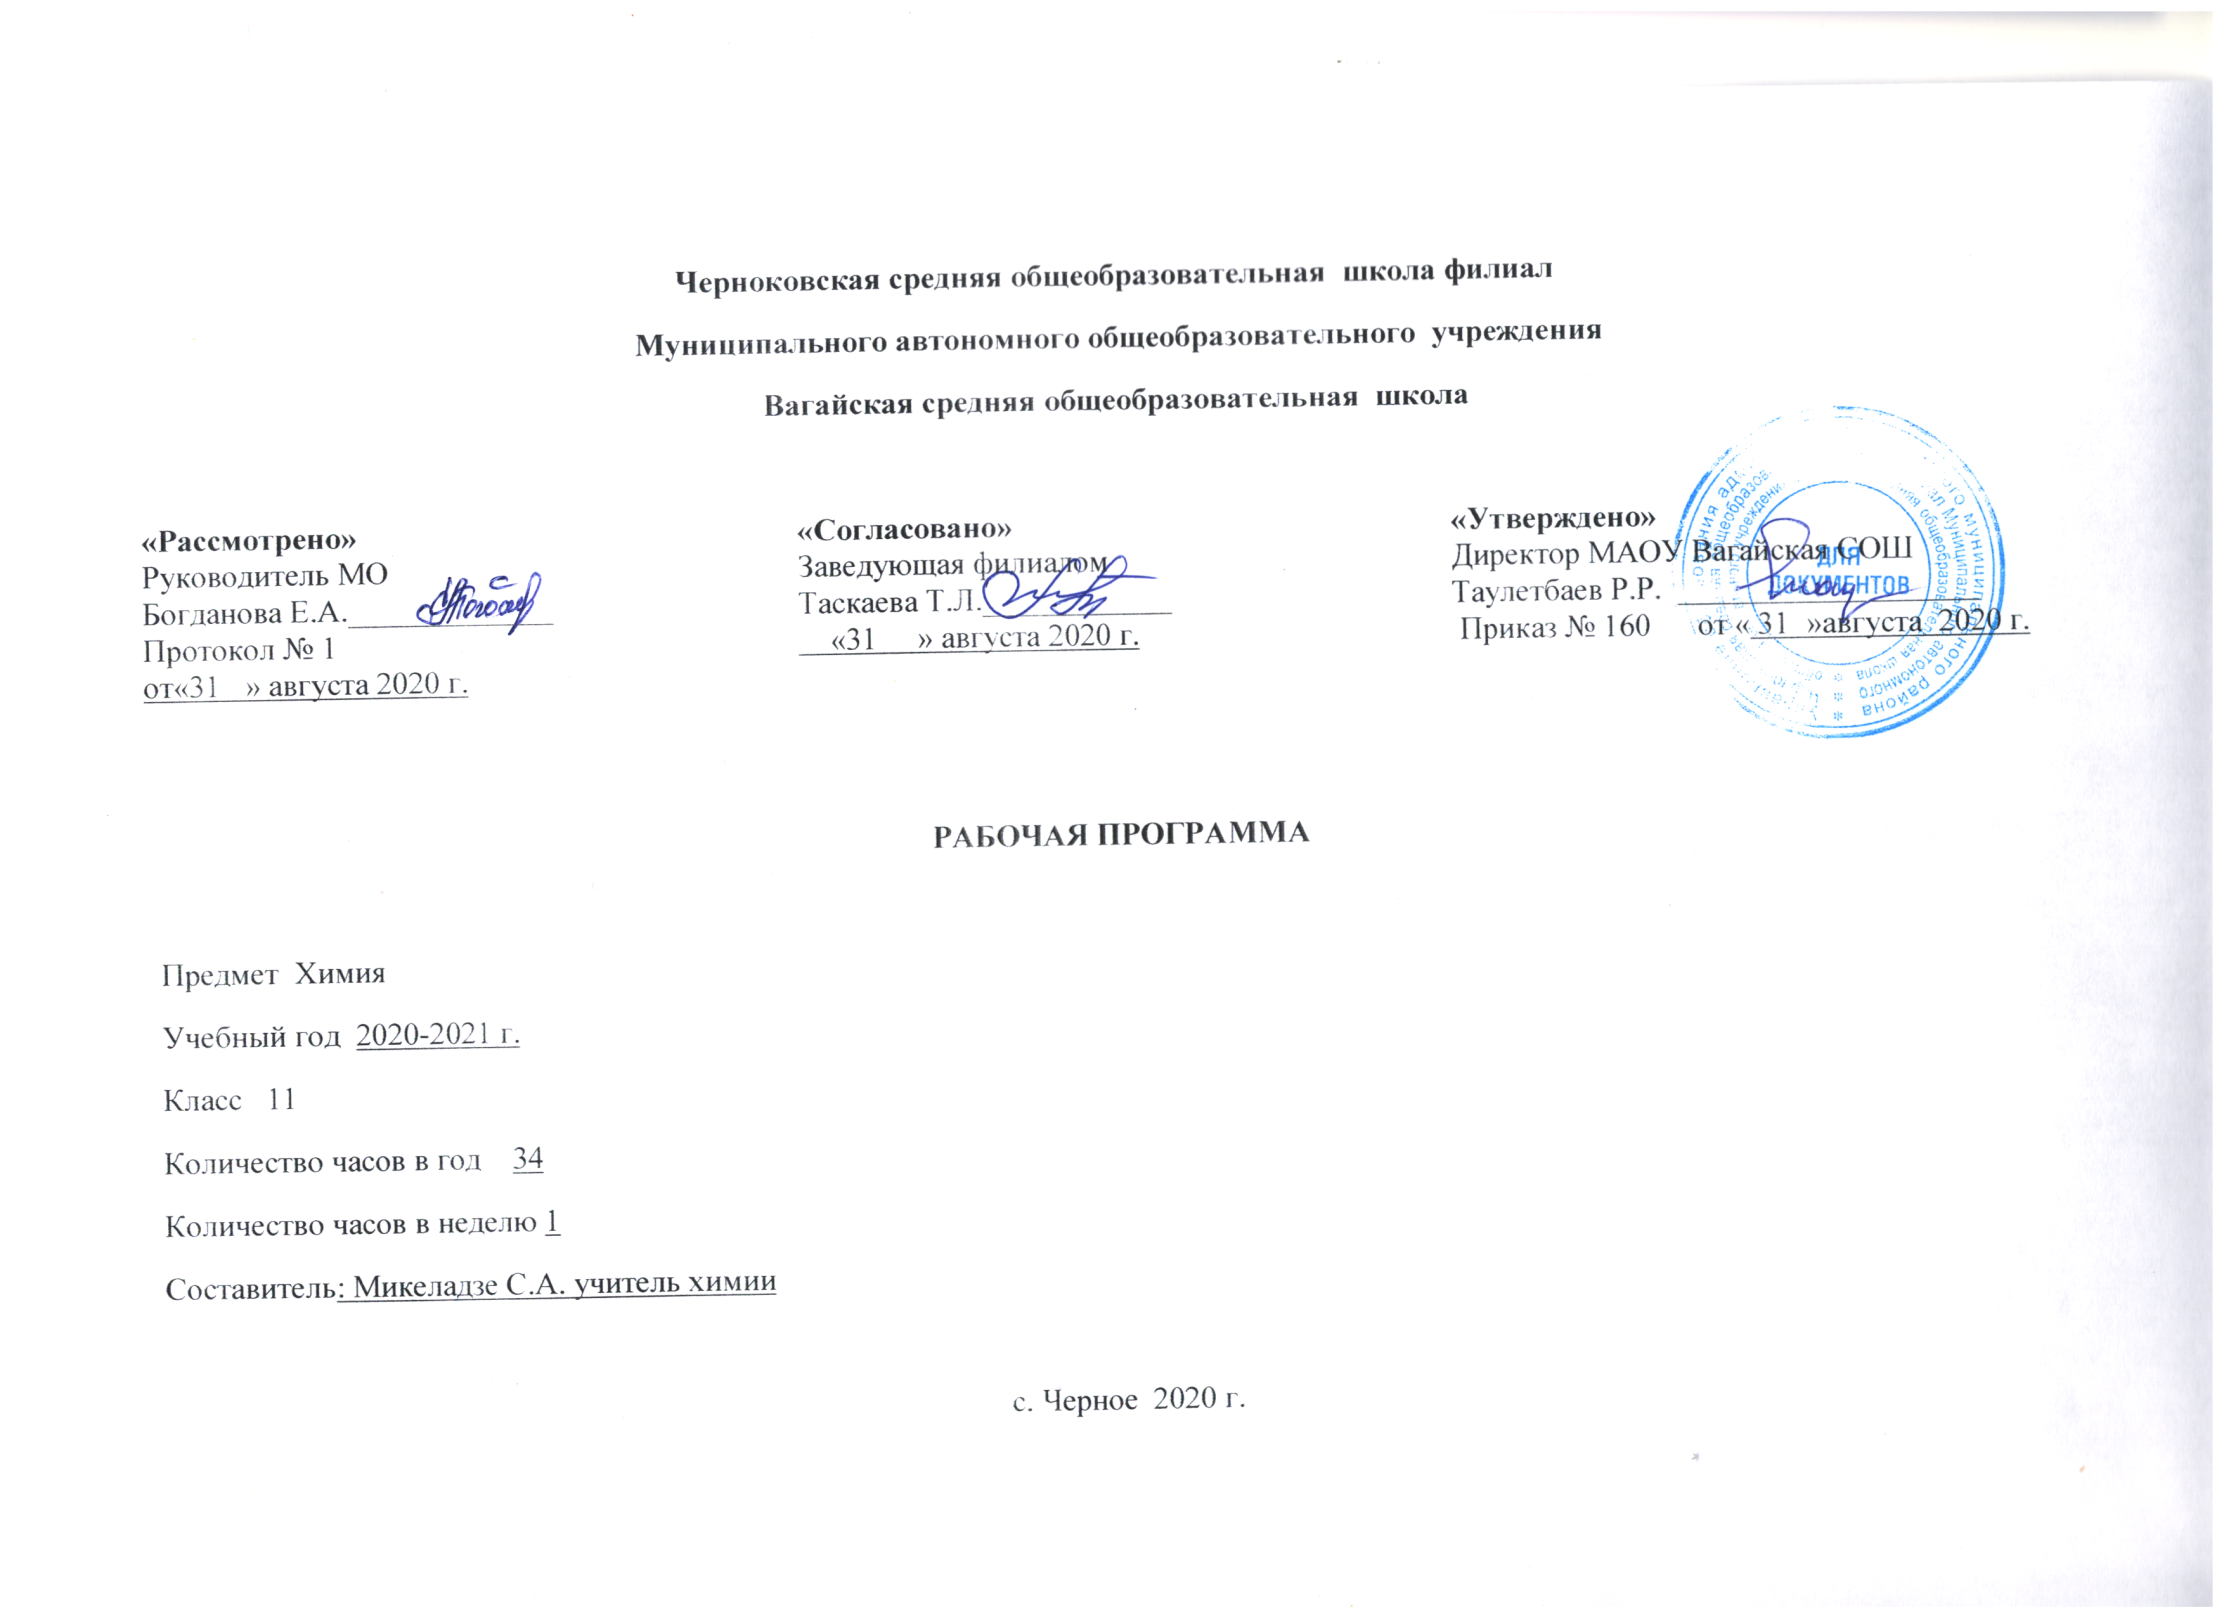 Черноковская средняя общеобразовательная школа филиал
Муниципального автономного общеобразовательного учреждения
Вагайская средняя общеобразовательная школа
«Рассмотрено»
Руководитель МО
Богданова Е.А.
Протокол № 1
от«31 » августа 2020 г.
«Согласовано»
Заведующая филиалом
Таскаева Т.Л.
«31 » августа 2020 г.
«Утверждено»
Директор МАОУ Вагайская СОШ
Таулетбаев Р.Р.
Приказ № 160 от « 31 »августа 2020 г.
ДЛЯ
ДОКУМЕНТОВ
РАБОЧАЯ ПРОГРАММА
Предмет Химия
Учебный год 2020-2021 г.
Класс 11
Количество часов в год 34
Количество часов в неделю 1
Составитель: Микеладзе С.А. учитель химии
с. Черное 2020 г.